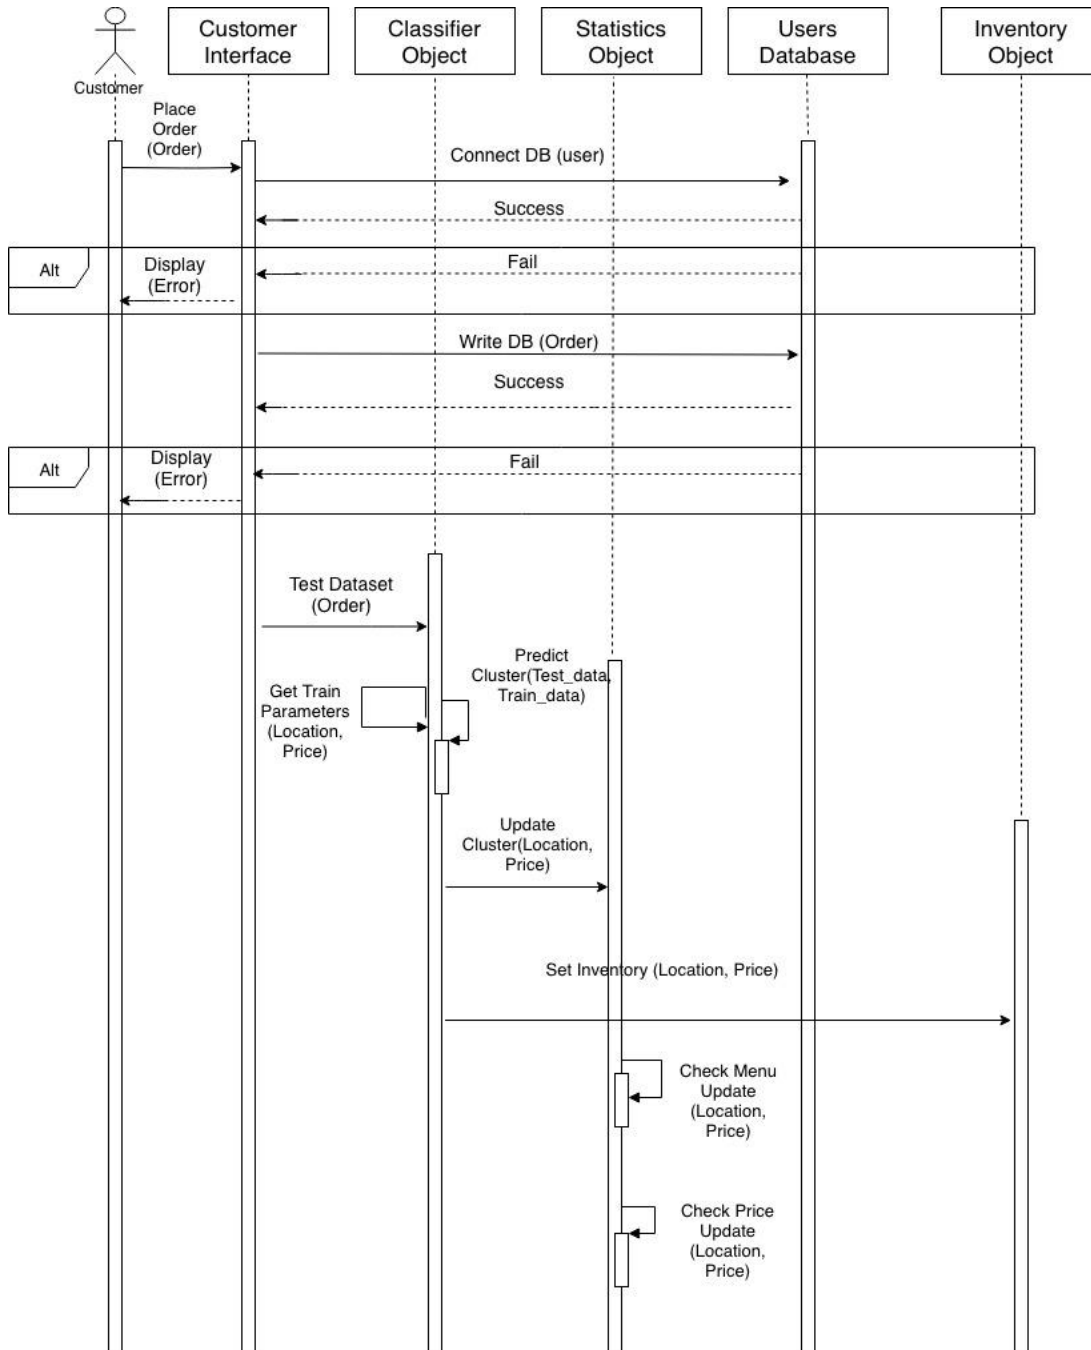 Customer
Interface
Classifier
Object
Statistics
Object
Users
Database
Inventory
Object
Customer
Place
Order
(Order)
Connect DB (user)
Success
Alt
Display
(Error)
Fail
Write DB (Order)
Success
Alt
Display
(Error)
Fail
Test Dataset
(Order)
Predict
Cluster(Test_data,
Train_data)
Get Train
Parameters
(Location,
Price)
Update
Cluster(Location,
Price)
Set Inventory (Location, Price)
Check Menu
Update
(Location,
Price)
Check Price
Update
(Location,
Price)